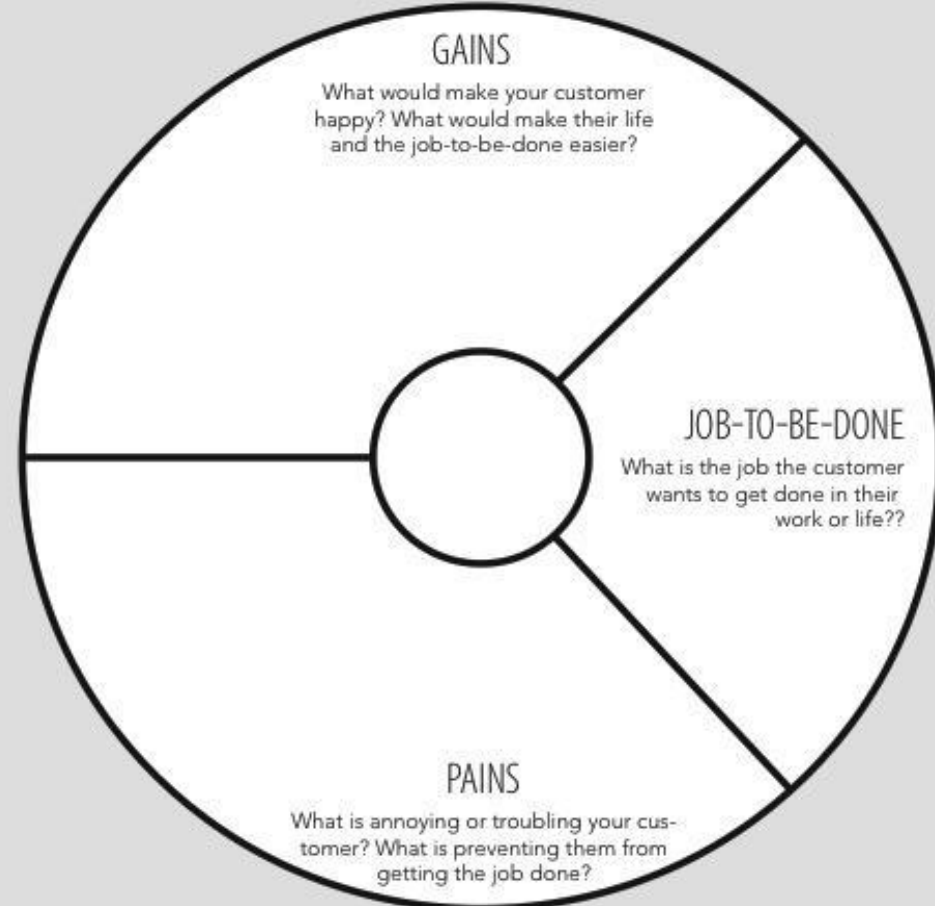 GAINS
What would make your customer
happy? What would make their life
and the job-to-be-done easier?
JOB-TO-BE-DONE
What is the job the customer
wants to get done in their
work or life??
PAINS
What is annoying or troubling your cus-
tomer? What is preventing them from
getting the job done?